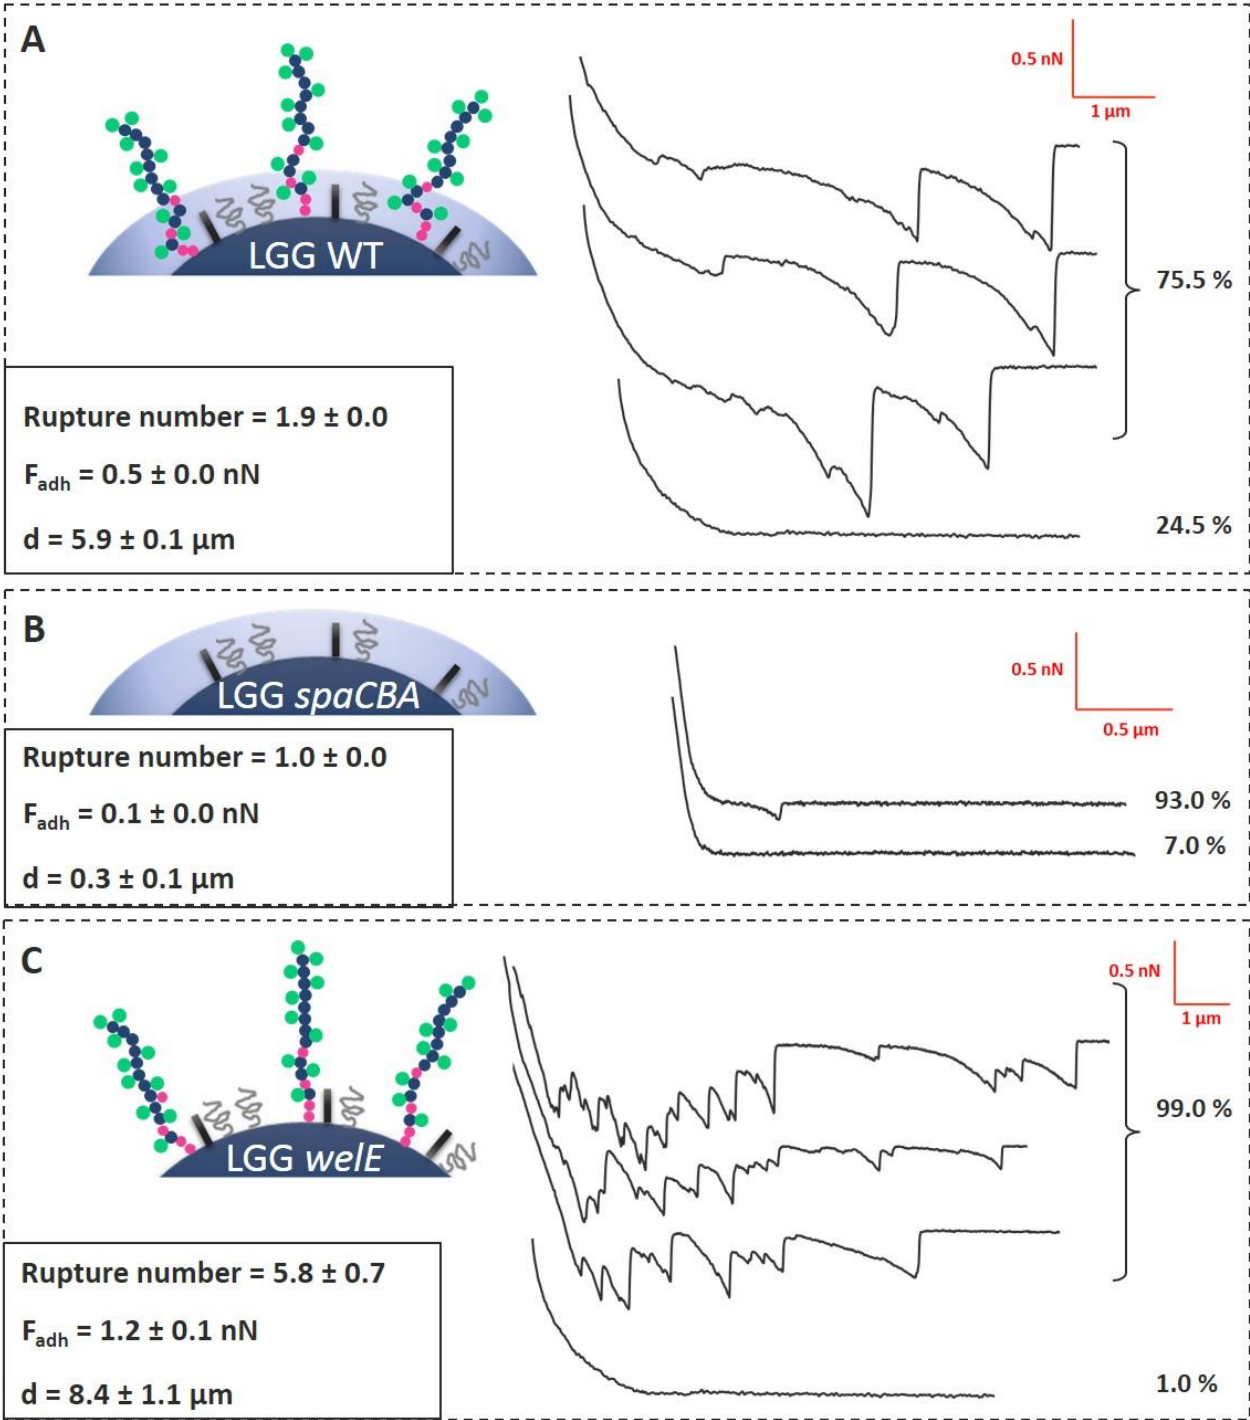 A
0.5 nN
1 µm
LGG WT
75.5 %
Rupture number = 1.9 ± 0.0
Fadh = 0.5 ± 0.0 nN
d = 5.9 ± 0.1 µm
24.5 %
B
LGG spaCBA
0.5 nN
0.5 µm
Rupture number = 1.0 ± 0.0
Fadh = 0.1 ± 0.0 nN
d = 0.3 ± 0.1 µm
93.0 %
7.0 %
C
0.5 nN
1 µm
LGG welE
99.0 %
Rupture number = 5.8 ± 0.7
Fadh = 1.2 ± 0.1 nN
d = 8.4 ± 1.1 µm
1.0 %